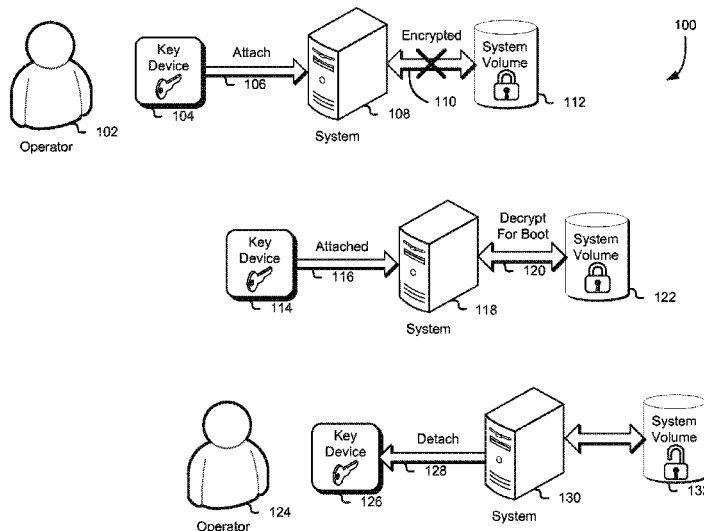 100
Key
Device
104
Attach
106
System
108
Encrypted
110
System
Volume
112
Operator
102
Key
Device
114
Attached
116
System
118
Decrypt
For Boot
120
System
Volume
122
Operator
124
Key
Device
126
Detach
128
System
130
System
Volume